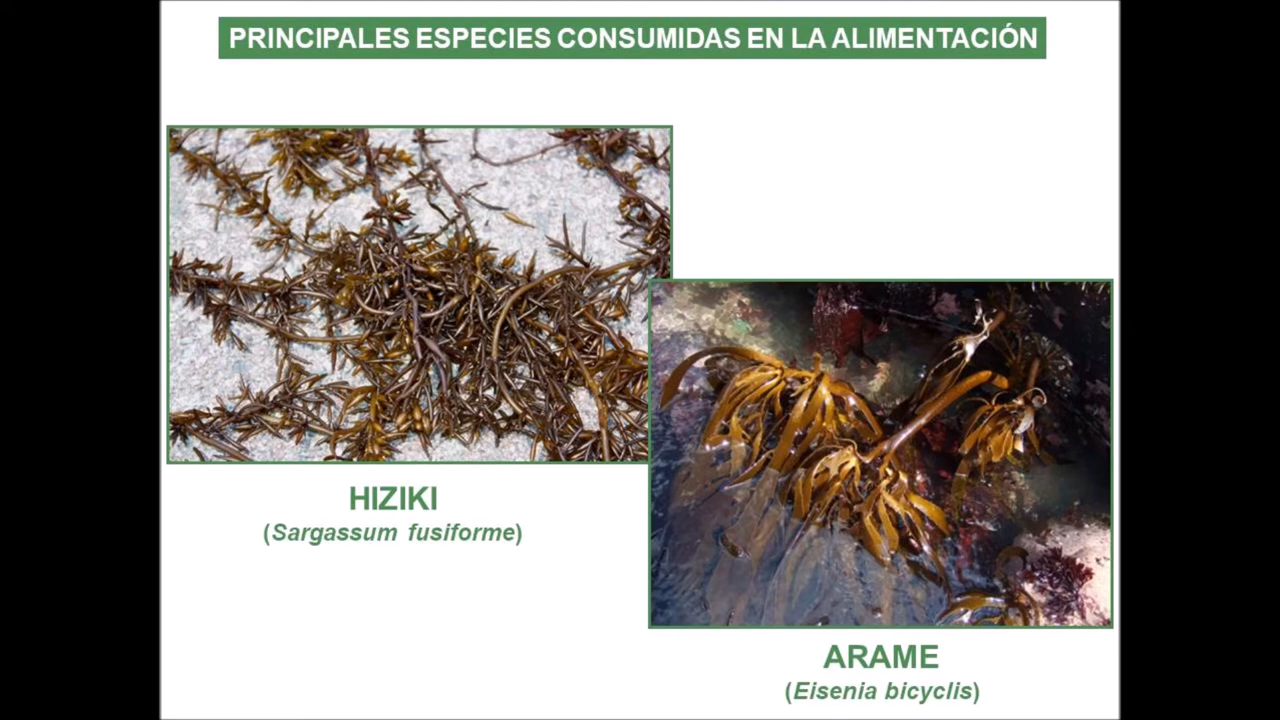 PRINCIPALES ESPECIES CONSUMIDAS EN LA ALIMENTACIÓN
HIZIKI
(Sargassum fusiforme)
ARAME
(Eisenia bicyclis)